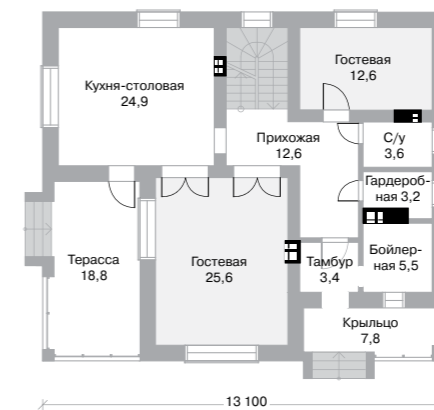 Кухня-столовая
24,9
Гостевая
12,6
Прихожая
12,6
С/у
3,6
Гардероб-
ная 3,2
Терасса
18,8
Гостевая
25,6
Тамбур
3,4
Бойлер-
ная 5,5
Крыльцо
7,8
13 100